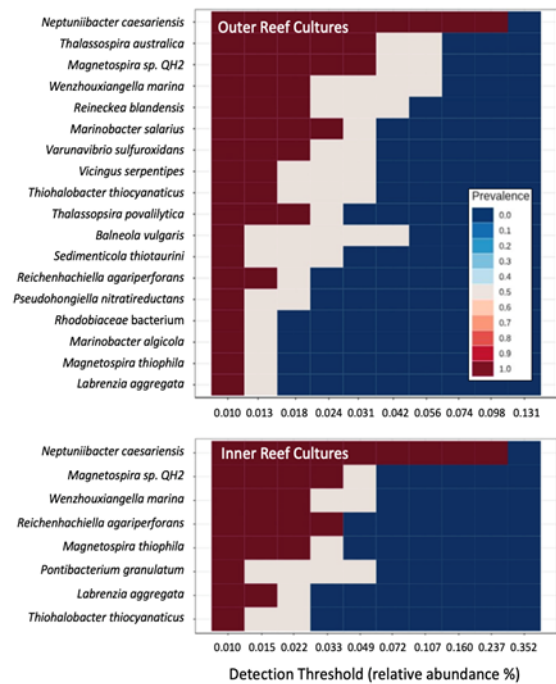 Outer Reef Cultures
Neptuniibacter caesariensis
Thalassospira australica
Magnetospira sp. QH2
Wenzhouxiangella marina
Reineckea blandensis
Marinobacter salarius
Varunavibrio sulfuroxidans
Vicingus serpentipes
Thiohalobacter thiocyanaticus
Thalassopsira povalilytica
Balneola vulgaris
Sedimenticola thiotaurini
Reichenhachiella agariperforans
Pseudohongiella nitratireductans
Rhodobiaceae bacterium
Marinobacter algicola
Magnetospira thiophila
Labrenzia aggregata
Prevalence
0.0
0.1
0.2
0.3
0.4
0.5
0.6
0.7
0.8
0.9
1.0
0.010 0.013 0.018 0.024 0.031 0.042 0.056 0.074 0.098 0.131
Inner Reef Cultures
Neptuniibacter caesariensis
Magnetospira sp. QH2
Wenzhouxiangella marina
Reichenhachiella agariperforans
Magnetospira thiophila
Pontibacterium granulatum
Labrenzia aggregata
Thiohalobacter thiocyanaticus
0.010 0.015 0.022 0.033 0.049 0.072 0.107 0.160 0.237 0.352
Detection Threshold (relative abundance %)